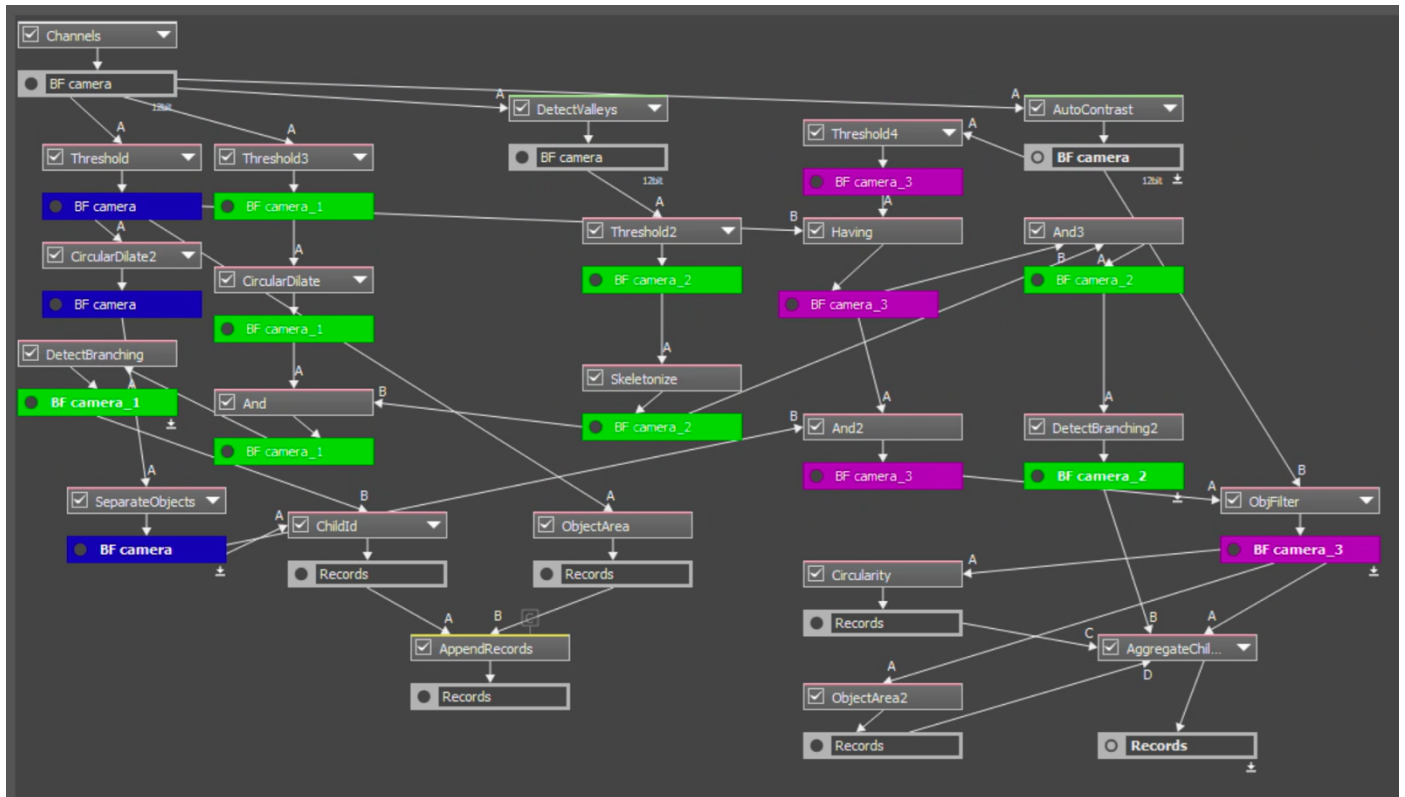 Channels
BF camera
12bit
A
A
A
DetectValleys
A
AutoContrast
Threshold
Threshold3
BF camera
12bit
Threshold4
A
BF camera
12bit
BF camera
BF camera_1
BF camera_3
A
A
A
A
CircularDilate2
CircularDilate
Threshold2
B
Having
And3
B
A
BF camera
BF camera_1
BF camera_2
BF camera_3
BF camera_2
DetectBranching
A
A
A
Skeletonize
BF camera_1
And
B
BF camera_2
A
B
And2
A
DetectBranching2
BF camera_1
A
SeparateObjects
BF camera_3
BF camera_2
A
B
ObjFilter
BF camera
A
B
ChildId
A
ObjectArea
BF camera_3
Records
Records
Circularity
A
Records
A
B
C
AppendRecords
C
B
A
AggregateChil...
D
Records
A
ObjectArea2
Records
Records